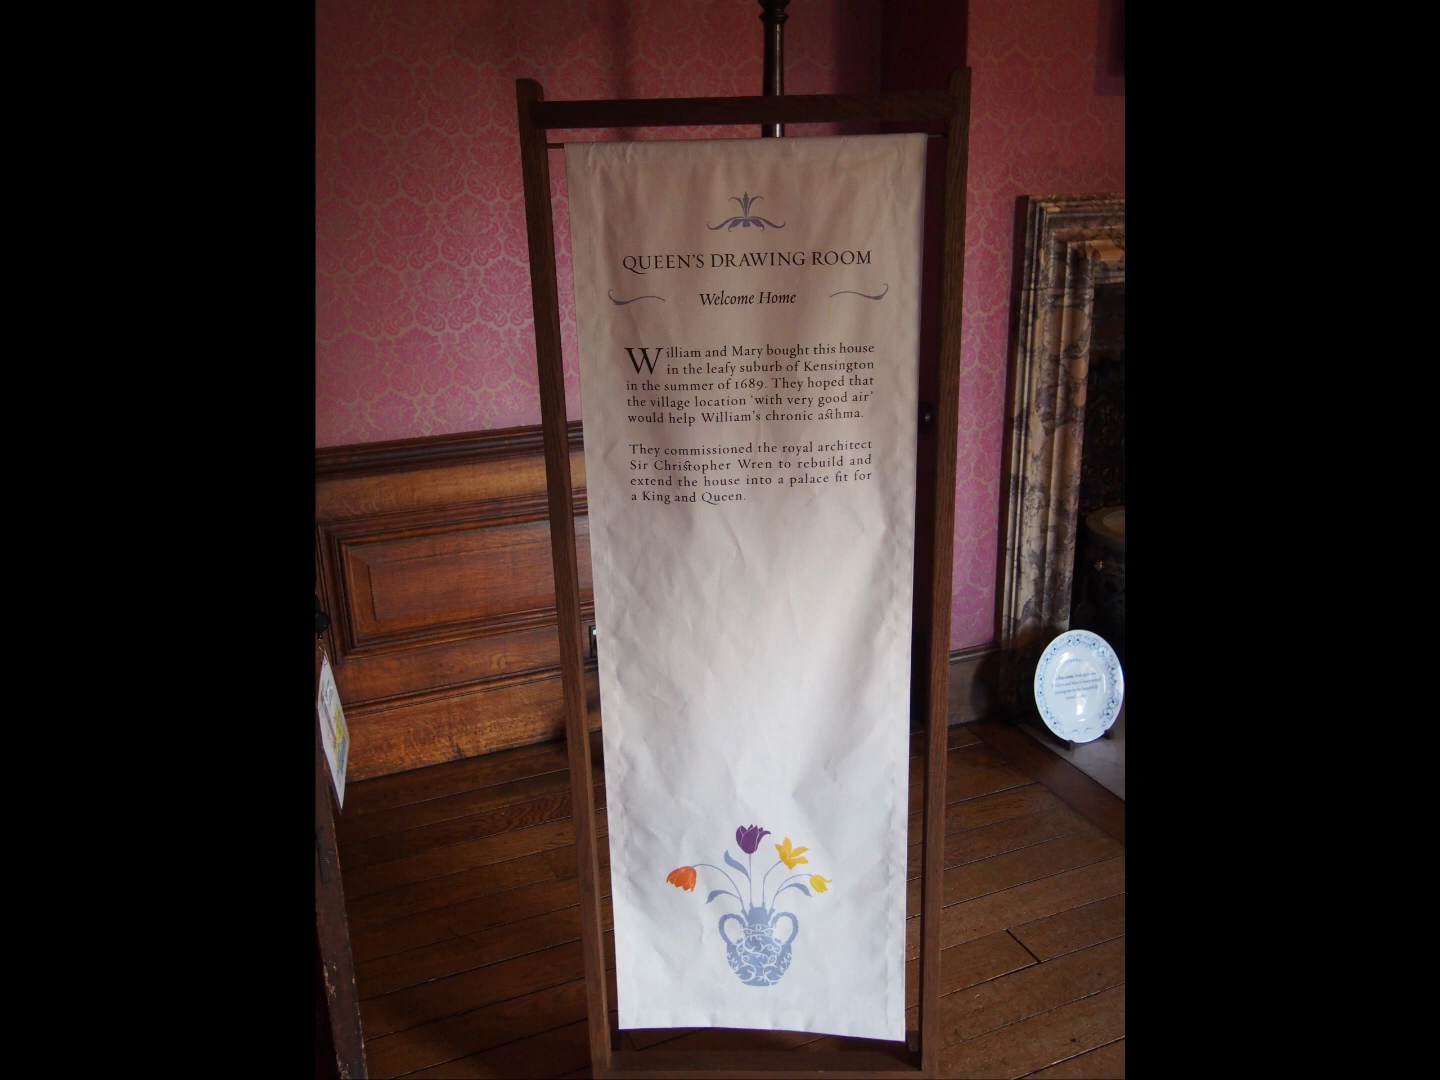 QUEEN'S DRAWING ROOM
Welcome Home
William and Mary bought this house
in the leafy suburb of Kensington
in the summer of 1689. They hoped that
the village location 'with very good air'
would help William's chronic asthma.
They commissioned the royal architect
Sir Christopher Wren to rebuild and
extend the house into a palace fit for
a King and Queen.